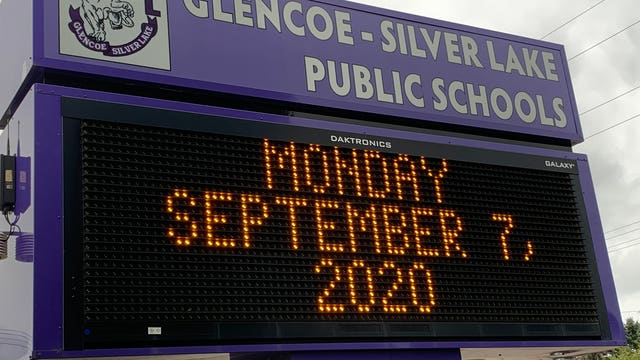 GLENCOE SILVER LAKE
GLENCOE - SILVER LAKE
PUBLIC SCHOOLS
DAKTRONICS
GALAXY
MONDAY
SEPTEMBER 7,
2020